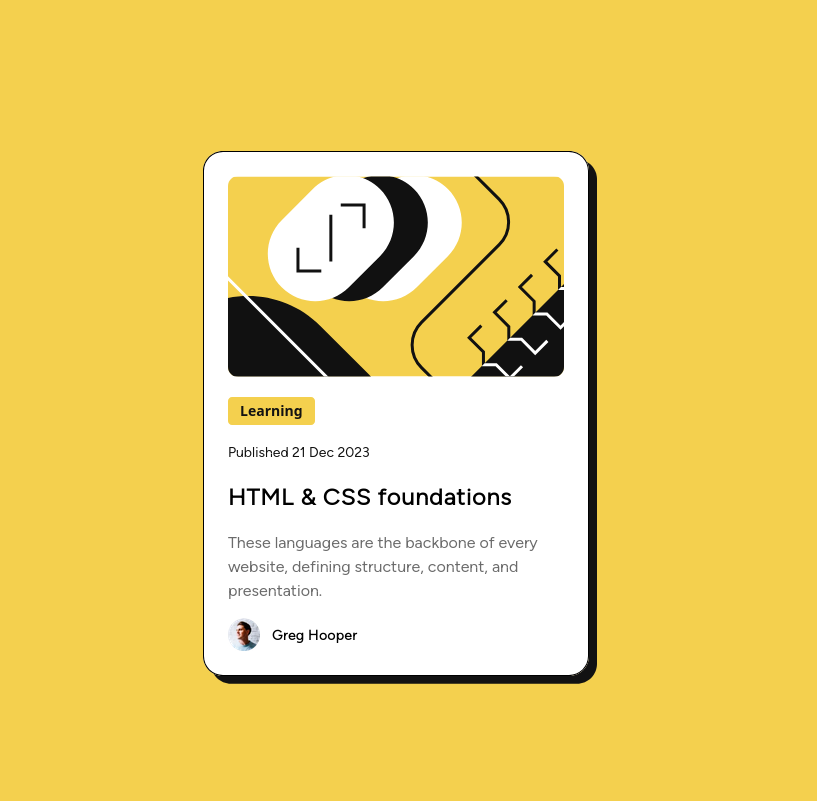 Learning
Published 21 Dec 2023
HTML & CSS foundations
These languages are the backbone of every
website, defining structure, content, and
presentation.
Greg Hooper